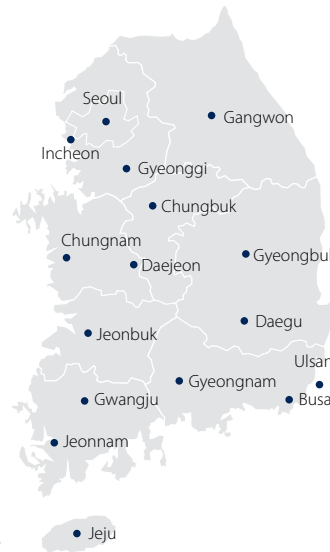 Seoul
Gangwon
Incheon
Gyeonggi
Chungbuk
Chungnam
Gyeongbu
Daejeon
Daegu
Jeonbuk
Ulsan
Gyeongnam
Busa
Gwangju
Jeonnam
Jeju